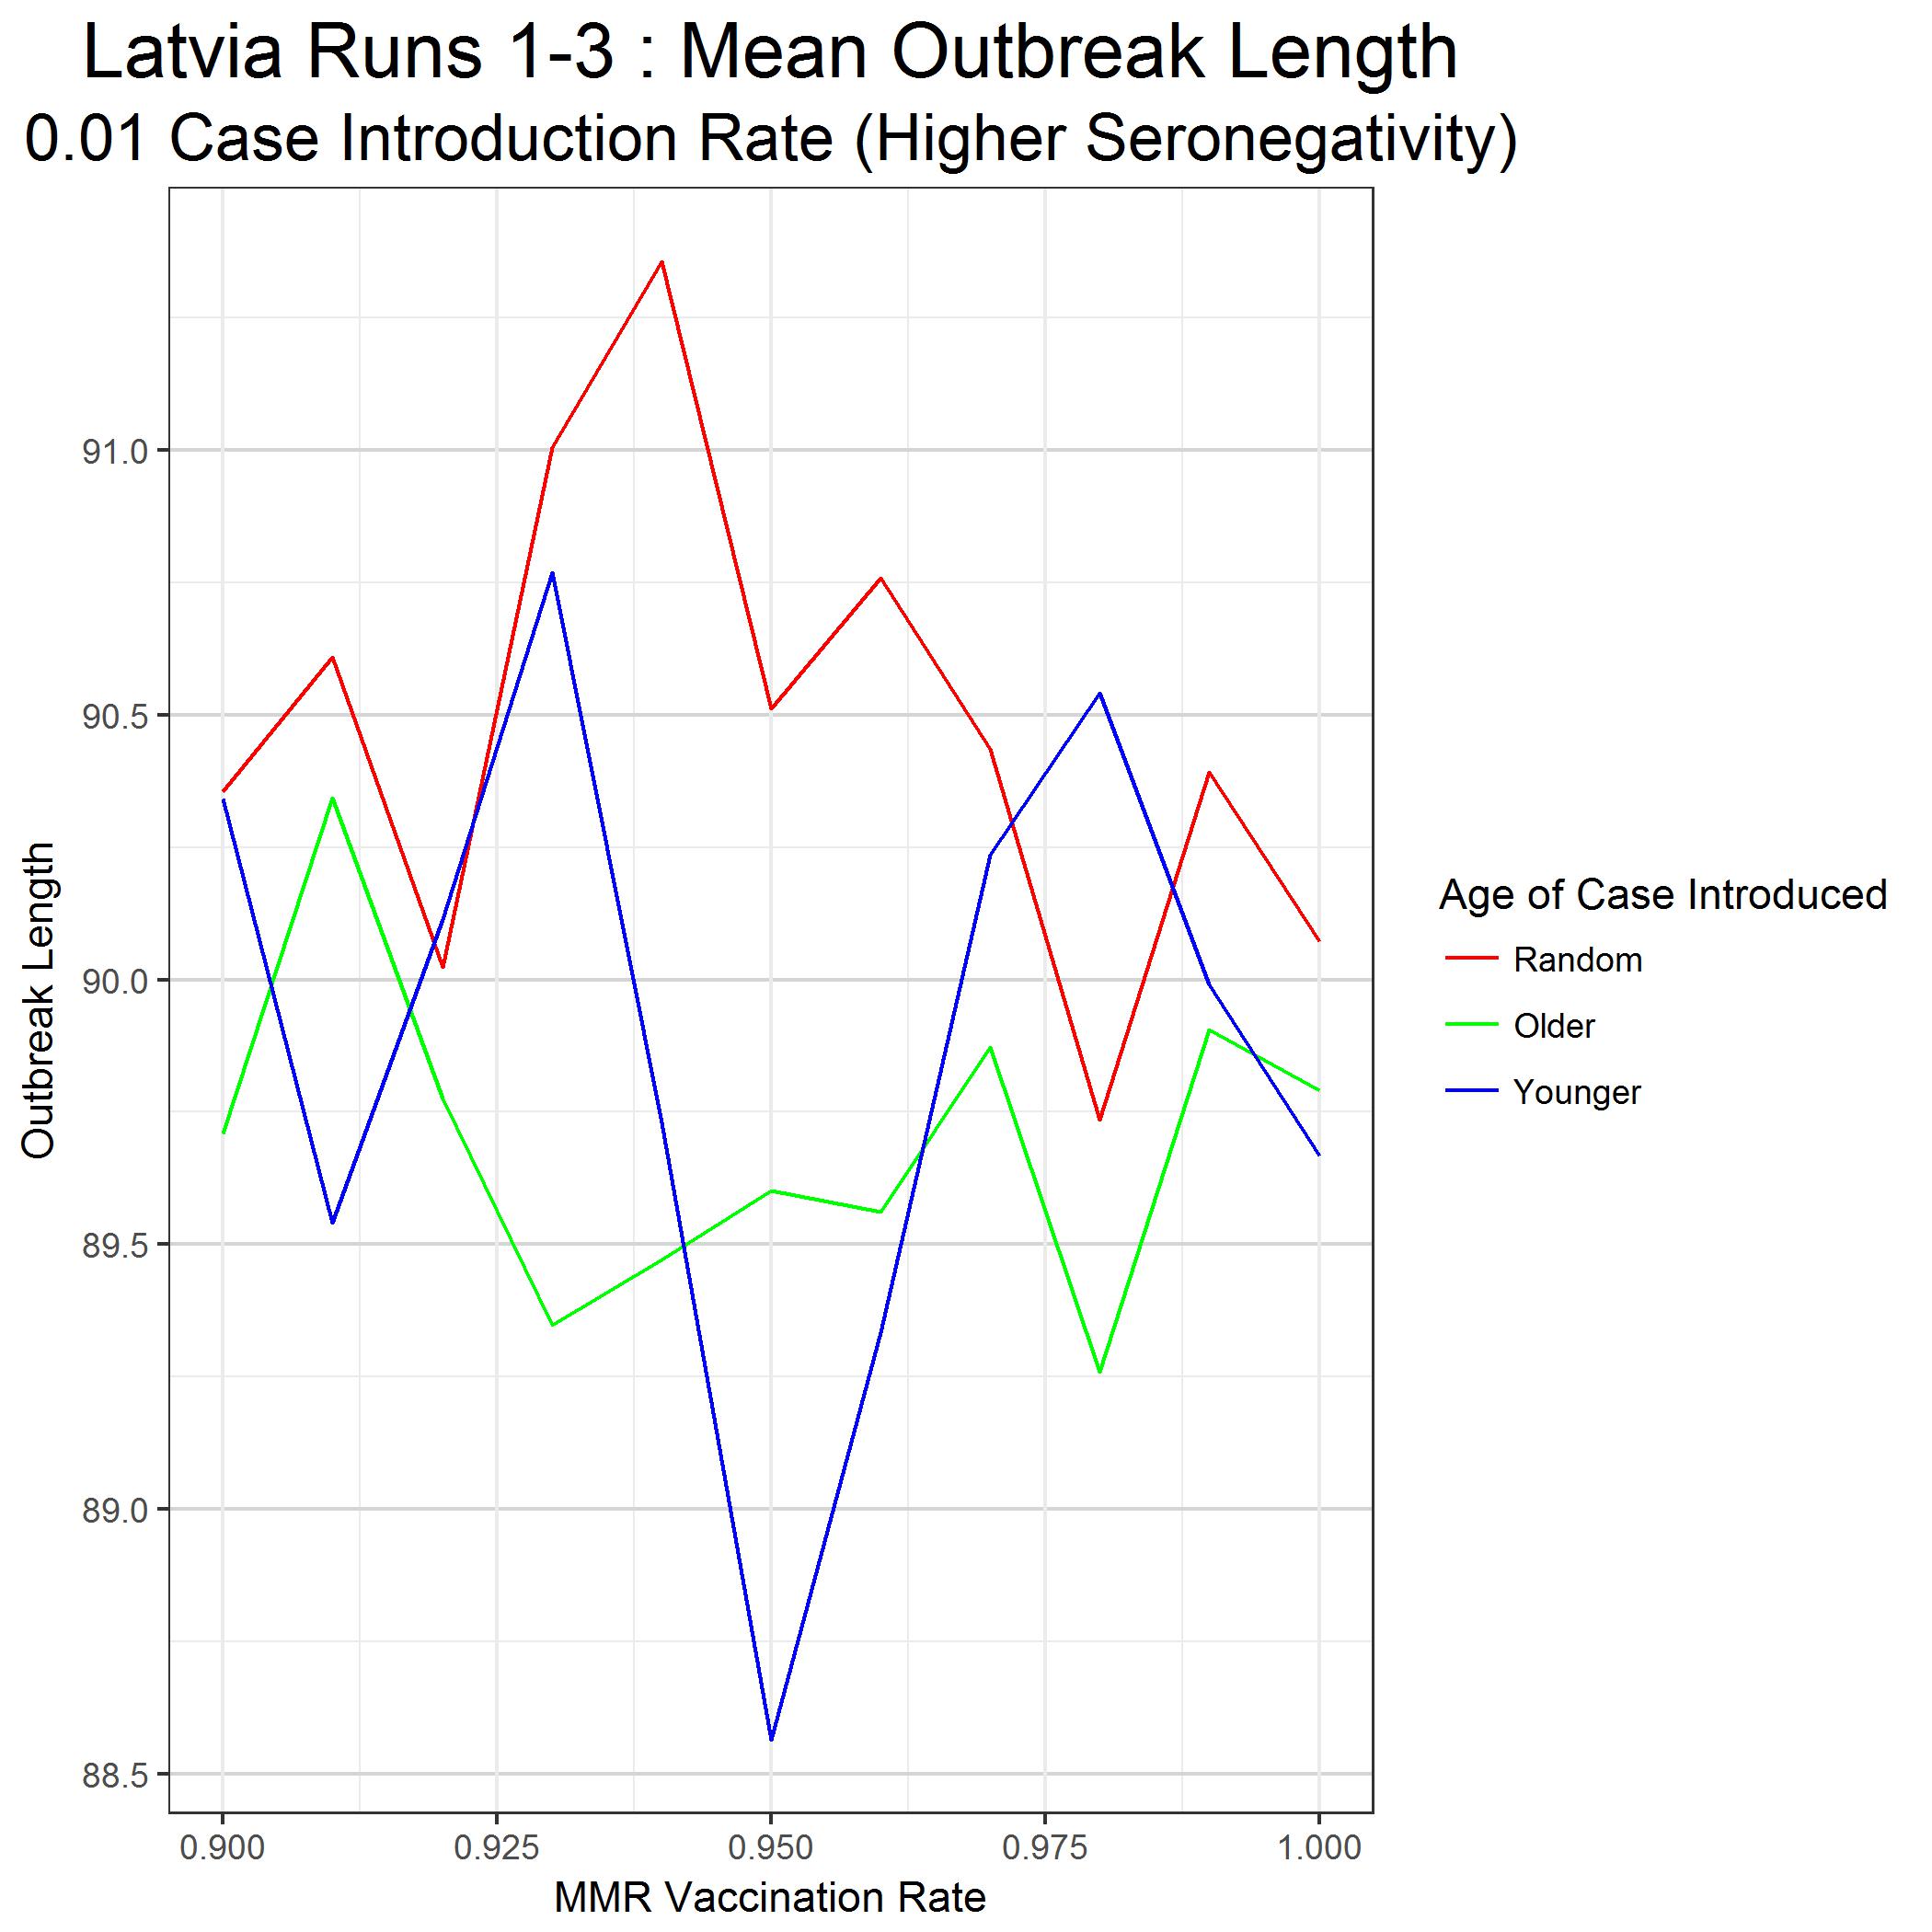 Latvia Runs 1-3 : Mean Outbreak Length
0.01 Case Introduction Rate (Higher Seronegativity)
Outbreak Length
91.0
90.5
90.0
89.5
89.0
88.5
0.900 0.925 0.950 0.975 1.000
MMR Vaccination Rate
Age of Case Introduced
Random
Older
Younger